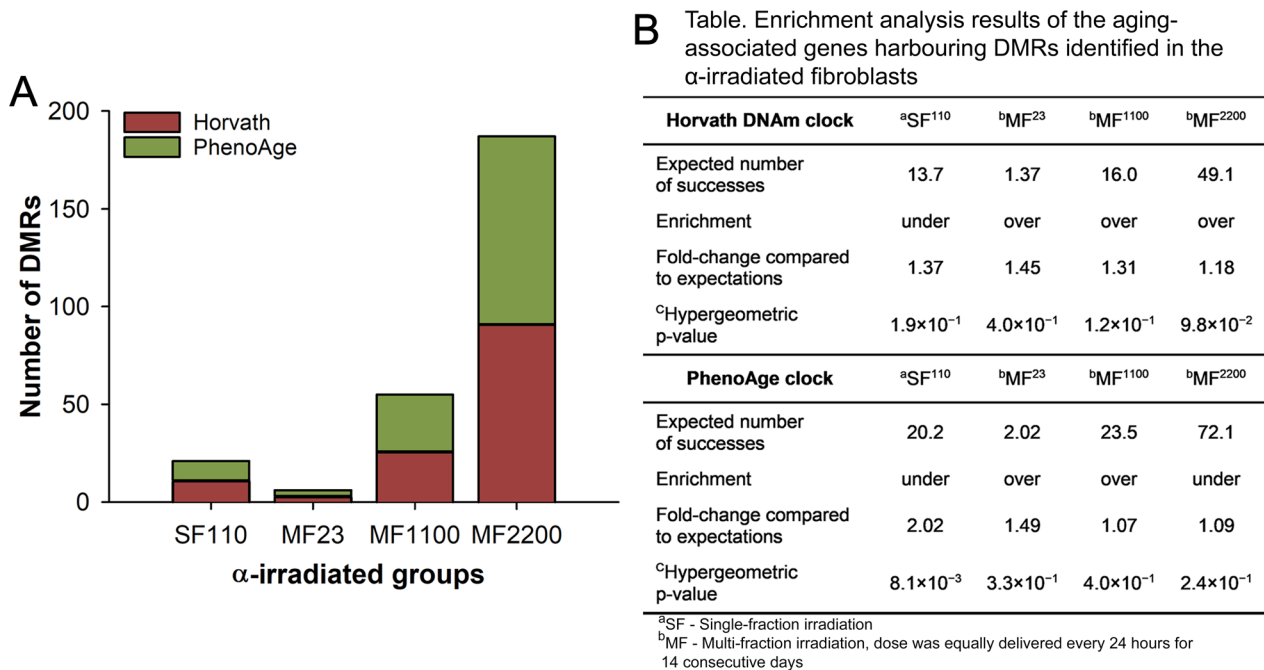 A
200
150
100
50
0
Number of DMRs
Horvath
PhenoAge
SF110 MF23 MF1100 MF2200
α-irradiated groups
B Table. Enrichment analysis results of the aging-
associated genes harbouring DMRs identified in the
α-irradiated fibroblasts
Horvath DNAm clock ᵃSF¹¹⁰ ᵇMF²³ ᵇMF¹¹⁰⁰ ᵇMF²²⁰⁰
Expected number
of successes 13.7 1.37 16.0 49.1
Enrichment under over over over
Fold-change compared
to expectations 1.37 1.45 1.31 1.18
ᶜHypergeometric
p-value 1.9×10⁻¹ 4.0×10⁻¹ 1.2×10⁻¹ 9.8×10⁻²
PhenoAge clock ᵃSF¹¹⁰ ᵇMF²³ ᵇMF¹¹⁰⁰ ᵇMF²²⁰⁰
Expected number
of successes 20.2 2.02 23.5 72.1
Enrichment under over over under
Fold-change compared
to expectations 2.02 1.49 1.07 1.09
ᶜHypergeometric
p-value 8.1×10⁻³ 3.3×10⁻¹ 4.0×10⁻¹ 2.4×10⁻¹
ᵃSF - Single-fraction irradiation
ᵇMF - Multi-fraction irradiation, dose was equally delivered every 24 hours for
14 consecutive days